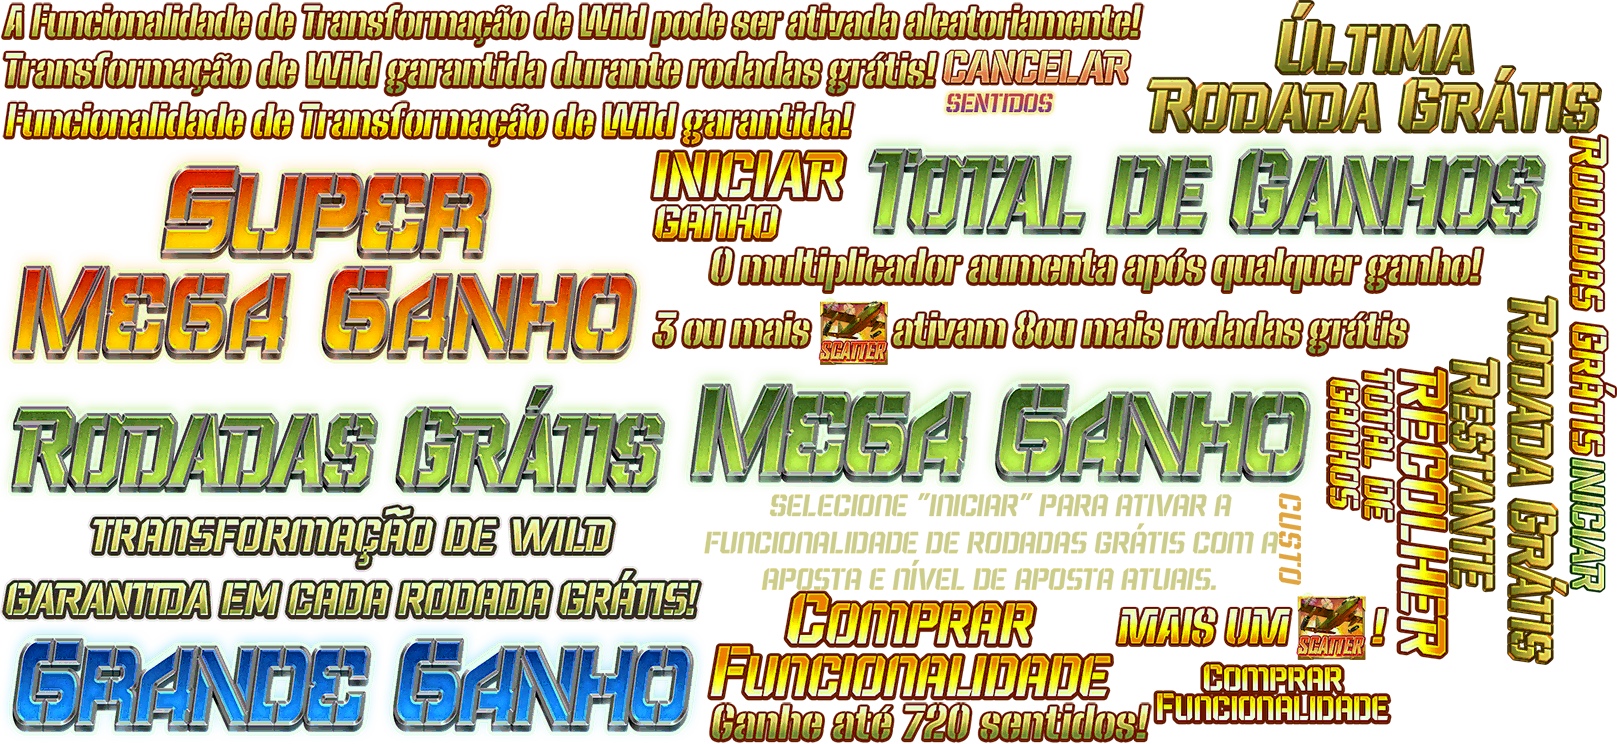 A Funcionalidade de Transformação de Wild pode ser ativada aleatoriamente!
Transformação de Wild garantida durante rodadas grátis!
CANCELAR
SENTIDOS
Funcionalidade de Transformação de Wild garantida!
ÚLTIMA
RODADA GRÁTIS
SUPER
MEGA GANHO
INICIAR
GANHO
TOTAL DE GANHOS
O multiplicador aumenta após qualquer ganho!
3 ou mais SCATTER ativam 8ou mais rodadas grátis
RODADAS GRÁTIS
MEGA GANHO
TRANSFORMAÇÃO DE WILD
GARANTIDA EM CADA RODADA GRÁTIS!
SELECIONE "INICIAR" PARA ATIVAR A
FUNCIONALIDADE DE RODADAS GRÁTIS COM A
APOSTA E NÍVEL DE APOSTA ATUAIS.
CUSTO
GANHOS
TOTAL DE
RECOLHER
RESTANTE
RODADA GRÁTIS
RODADAS GRÁTIS
INICIAR
GRANDE GANHO
COMPRAR
FUNCIONALIDADE
Ganhe até 720 sentidos!
MAIS UM SCATTER !
COMPRAR
FUNCIONALIDADE